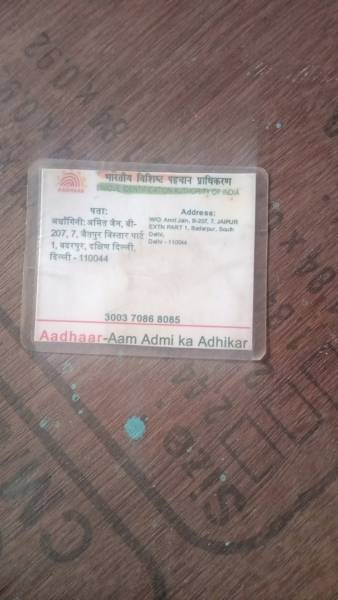 AADHAAR
भारतीय विशिष्ट पहचान प्राधिकरण
UNIQUE IDENTIFICATION AUTHORITY OF INDIA
पता:
अर्धांगिनी: अमित जैन, बी-
207, 7, जैतपुर विस्तार पार्ट
1, बदरपुर, दक्षिण दिल्ली,
दिल्ली - 110044
Address:
W/O Amit Jain, B-207, 7, JAIPUR
EXTN PART 1, Badarpur, South
Delhi,
Delhi - 110044
3003 7086 8085
Aadhaar-Aam Admi ka Adhikar